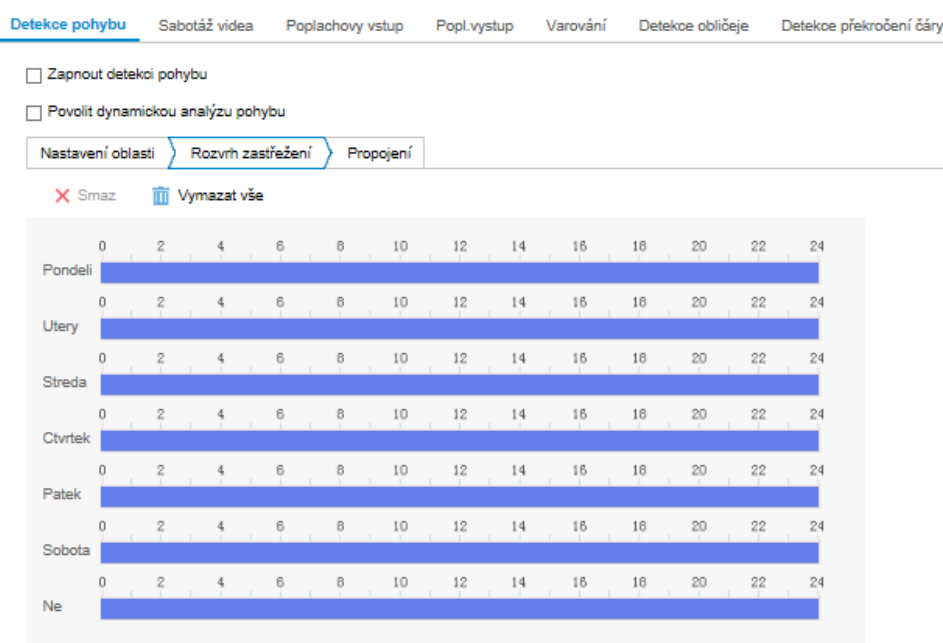 Detekce pohybu Sabotáž videa Poplachovy vstup Popl.vystup Varování Detekce obličeje Detekce překročení čáry
Zapnout detekci pohybu
Povolit dynamickou analýzu pohybu
Nastavení oblasti Rozvrh zastřežení Propojení
Smaz Vymazat vše
0 2 4 6 8 10 12 14 16 18 20 22 24
Pondeli
0 2 4 6 8 10 12 14 16 18 20 22 24
Utery
0 2 4 6 8 10 12 14 16 18 20 22 24
Streda
0 2 4 6 8 10 12 14 16 18 20 22 24
Ctvrtek
0 2 4 6 8 10 12 14 16 18 20 22 24
Patek
0 2 4 6 8 10 12 14 16 18 20 22 24
Sobota
0 2 4 6 8 10 12 14 16 18 20 22 24
Ne